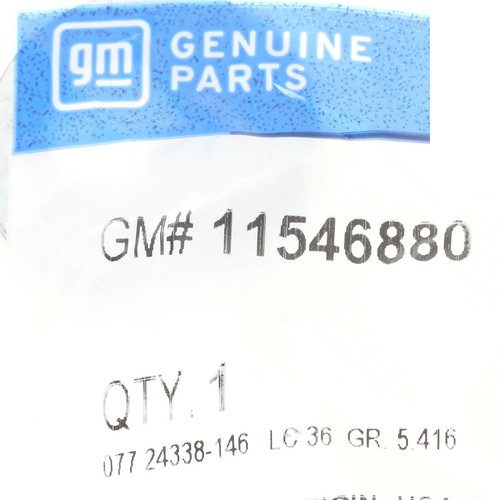 gm GENUINE
PARTS
GM# 11546880
QTY. 1
077 24338-146 LC 36 GR. 5.416